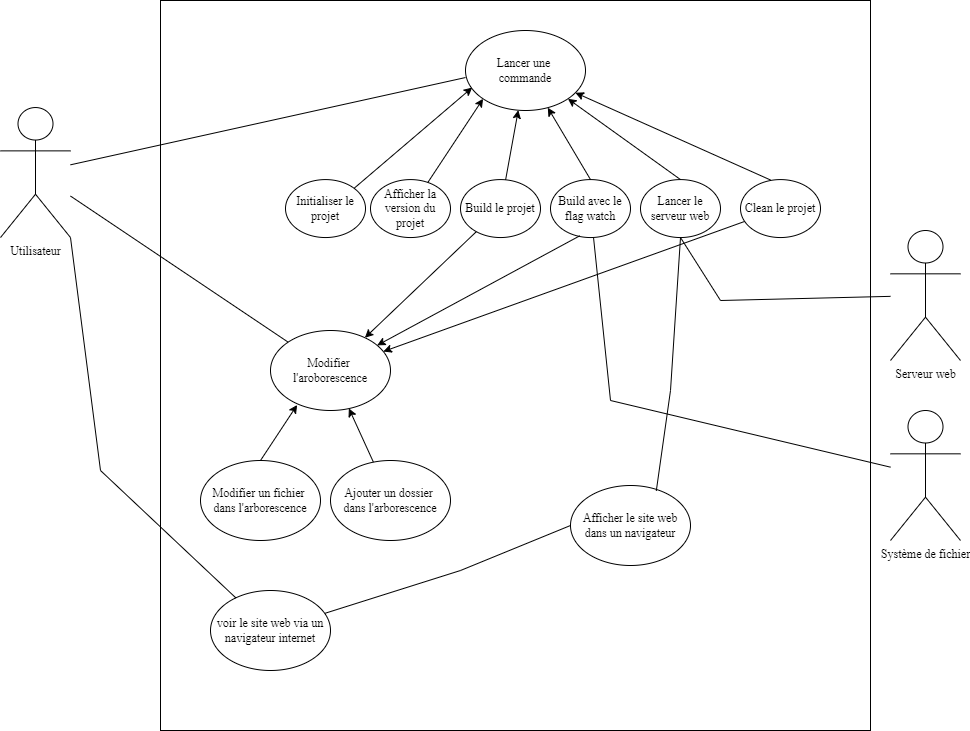 Lancer une
commande
Initialiser le
projet
Afficher la
version du
projet
Build le projet
Build avec le
flag watch
Lancer le
serveur web
Clean le projet
Utilisateur
Modifier
l'aroborescence
Serveur web
Modifier un fichier
dans l'arborescence
Ajouter un dossier
dans l'arborescence
Afficher le site web
dans un navigateur
Système de fichier
voir le site web via un
navigateur internet